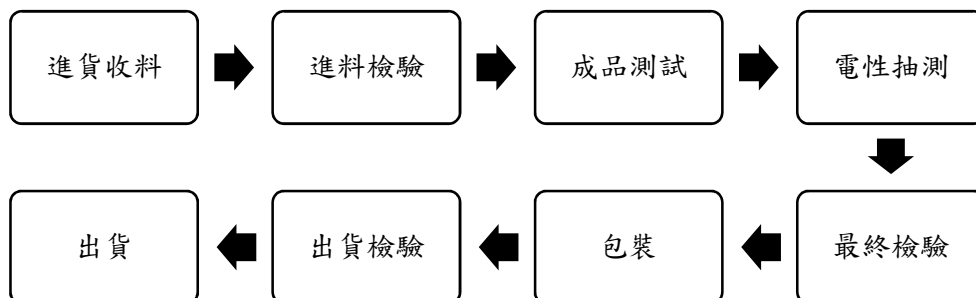 進貨收料
進料檢驗
成品測試
電性抽測
最終檢驗
包裝
出貨檢驗
出貨